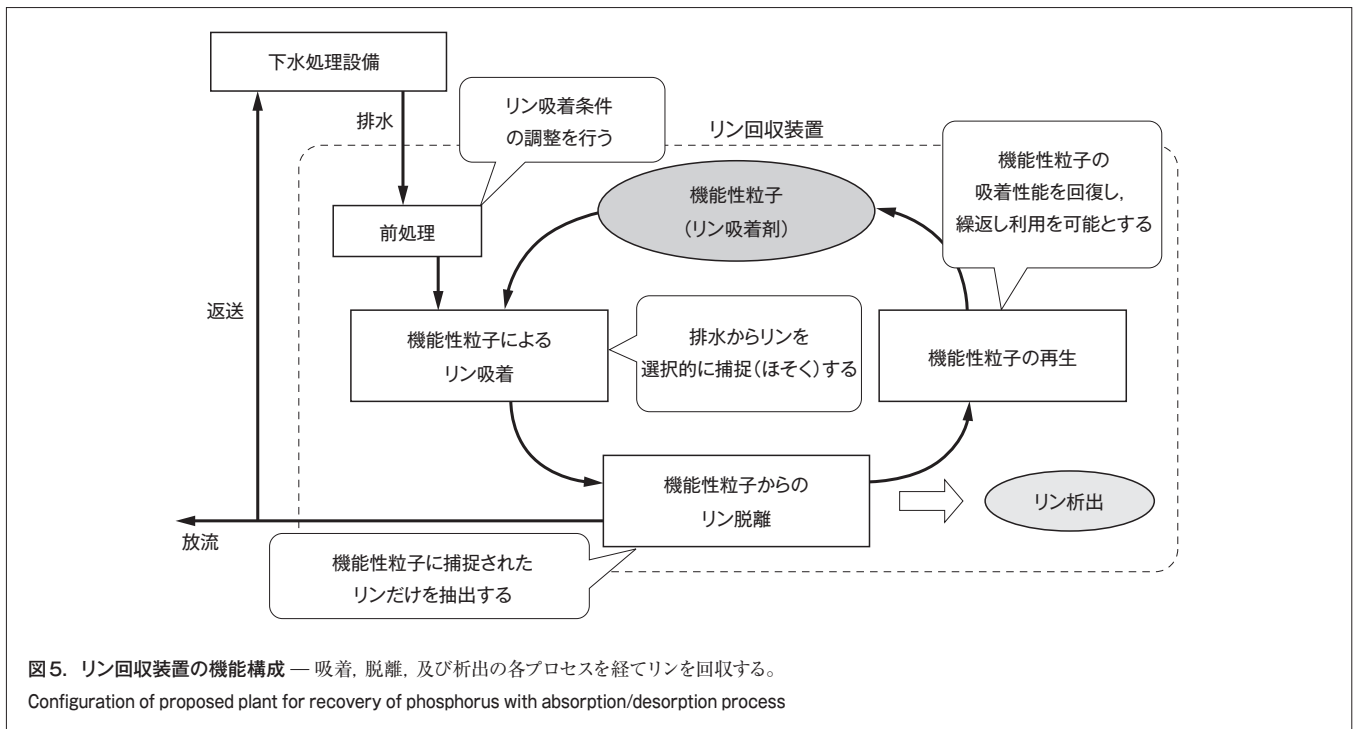 下水処理設備
排水
リン吸着条件
の調整を行う
リン回収装置
機能性粒子の
吸着性能を回復し,
繰返し利用を可能とする
機能性粒子
(リン吸着剤)
前処理
返送
機能性粒子による
リン吸着
排水からリンを
選択的に捕捉(ほそく)する
機能性粒子の再生
機能性粒子からの
リン脱離
リン析出
放流
機能性粒子に捕捉された
リンだけを抽出する
図5. リン回収装置の機能構成 — 吸着, 脱離, 及び析出の各プロセスを経てリンを回収する。
Configuration of proposed plant for recovery of phosphorus with absorption/desorption process